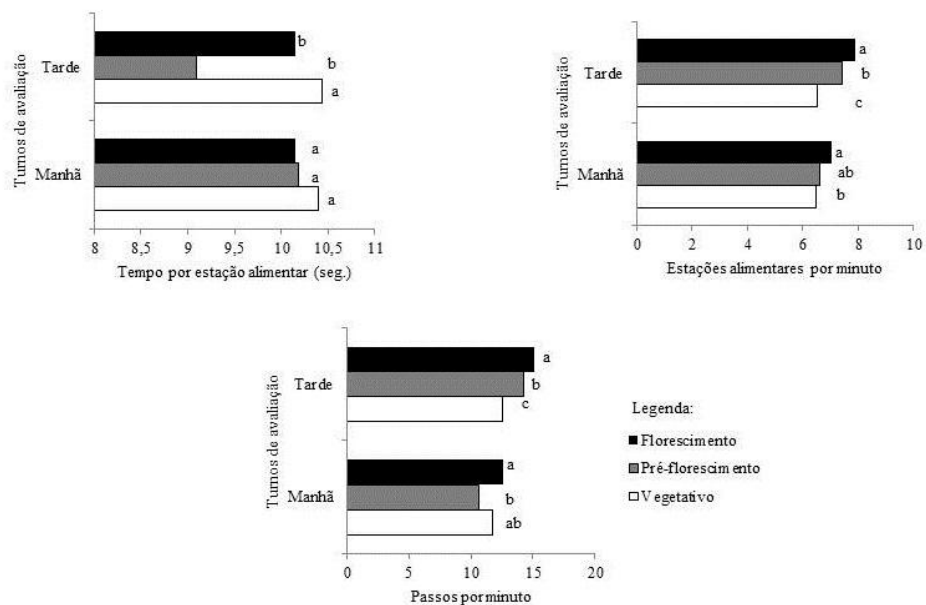 Turnos de avaliação
Tarde
b
b
a
Manhã
a
a
a
8 8,5 9 9,5 10 10,5 11
Tempo por estação alimentar (seg.)
Turnos de avaliação
Tarde
a
b
c
Manhã
a
ab
b
0 2 4 6 8 10
Estações alimentares por minuto
Turnos de avaliação
Tarde
a
b
c
Manhã
a
b
ab
0 5 10 15 20
Passos por minuto
Legenda:
Florescimento
Pré-florescimento
Vegetativo